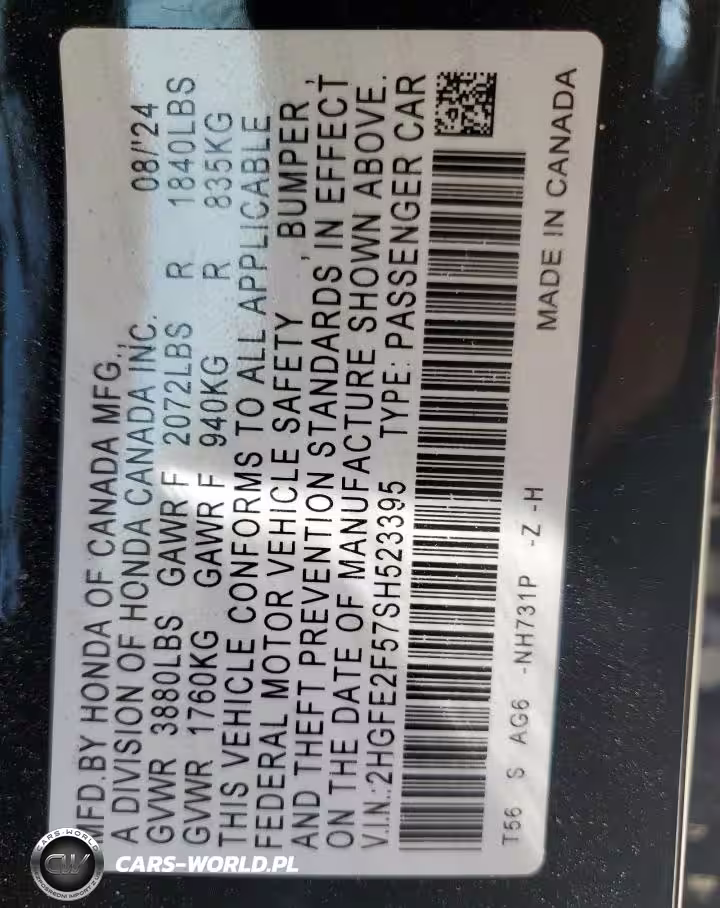 MFD.BY HONDA OF CANADA MFG.,
A DIVISION OF HONDA CANADA INC. 08/'24
GVWR 3880LBS GAWR F 2072LBS R 1840LBS
GVWR 1760KG GAWR F 940KG R 835KG
THIS VEHICLE CONFORMS TO ALL APPLICABLE
FEDERAL MOTOR VEHICLE SAFETY, BUMPER,
AND THEFT PREVENTION STANDARDS IN EFFECT
ON THE DATE OF MANUFACTURE SHOWN ABOVE.
V.I.N.:2HGFE2F57SH523395 TYPE: PASSENGER CAR
T56 S AG6 -NH731P -Z -H MADE IN CANADA
CARS-WORLD
CW
CARS-WORLD.PL